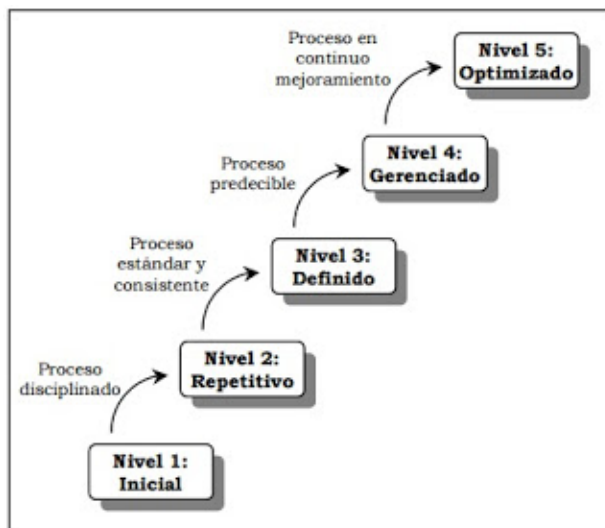 Proceso en
continuo
mejoramiento
Nivel 5:
Optimizado
Proceso
predecible
Nivel 4:
Gerenciado
Proceso
estándar y
consistente
Nivel 3:
Definido
Proceso
disciplinado
Nivel 2:
Repetitivo
Nivel 1:
Inicial